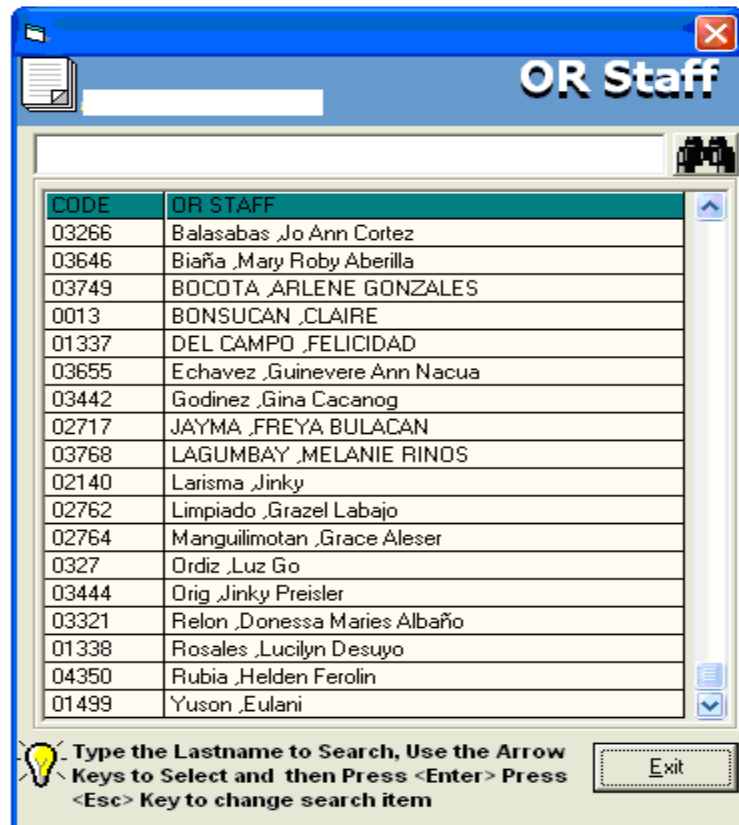 OR Staff
CODE OR STAFF
03266 Balasabas ,Jo Ann Cortez
03646 Biaña ,Mary Roby Aberilla
03749 BOCOTA ,ARLENE GONZALES
0013 BONSUCAN ,CLAIRE
01337 DEL CAMPO ,FELICIDAD
03655 Echavez ,Guinevere Ann Nacua
03442 Godinez ,Gina Cacanog
02717 JAYMA ,FREYA BULACAN
03768 LAGUMBAY ,MELANIE RINOS
02140 Larisma ,Jinky
02762 Limpiado ,Grazel Labajo
02764 Manguilimotan ,Grace Aleser
0327 Ordiz ,Luz Go
03444 Orig ,Jinky Preisler
03321 Relon ,Donessa Maries Albaño
01338 Rosales ,Lucilyn Desuyo
04350 Rubia ,Helden Ferolin
01499 Yuson ,Eulani
Type the Lastname to Search, Use the Arrow
Keys to Select and then Press <Enter> Press
<Esc> Key to change search item
Exit